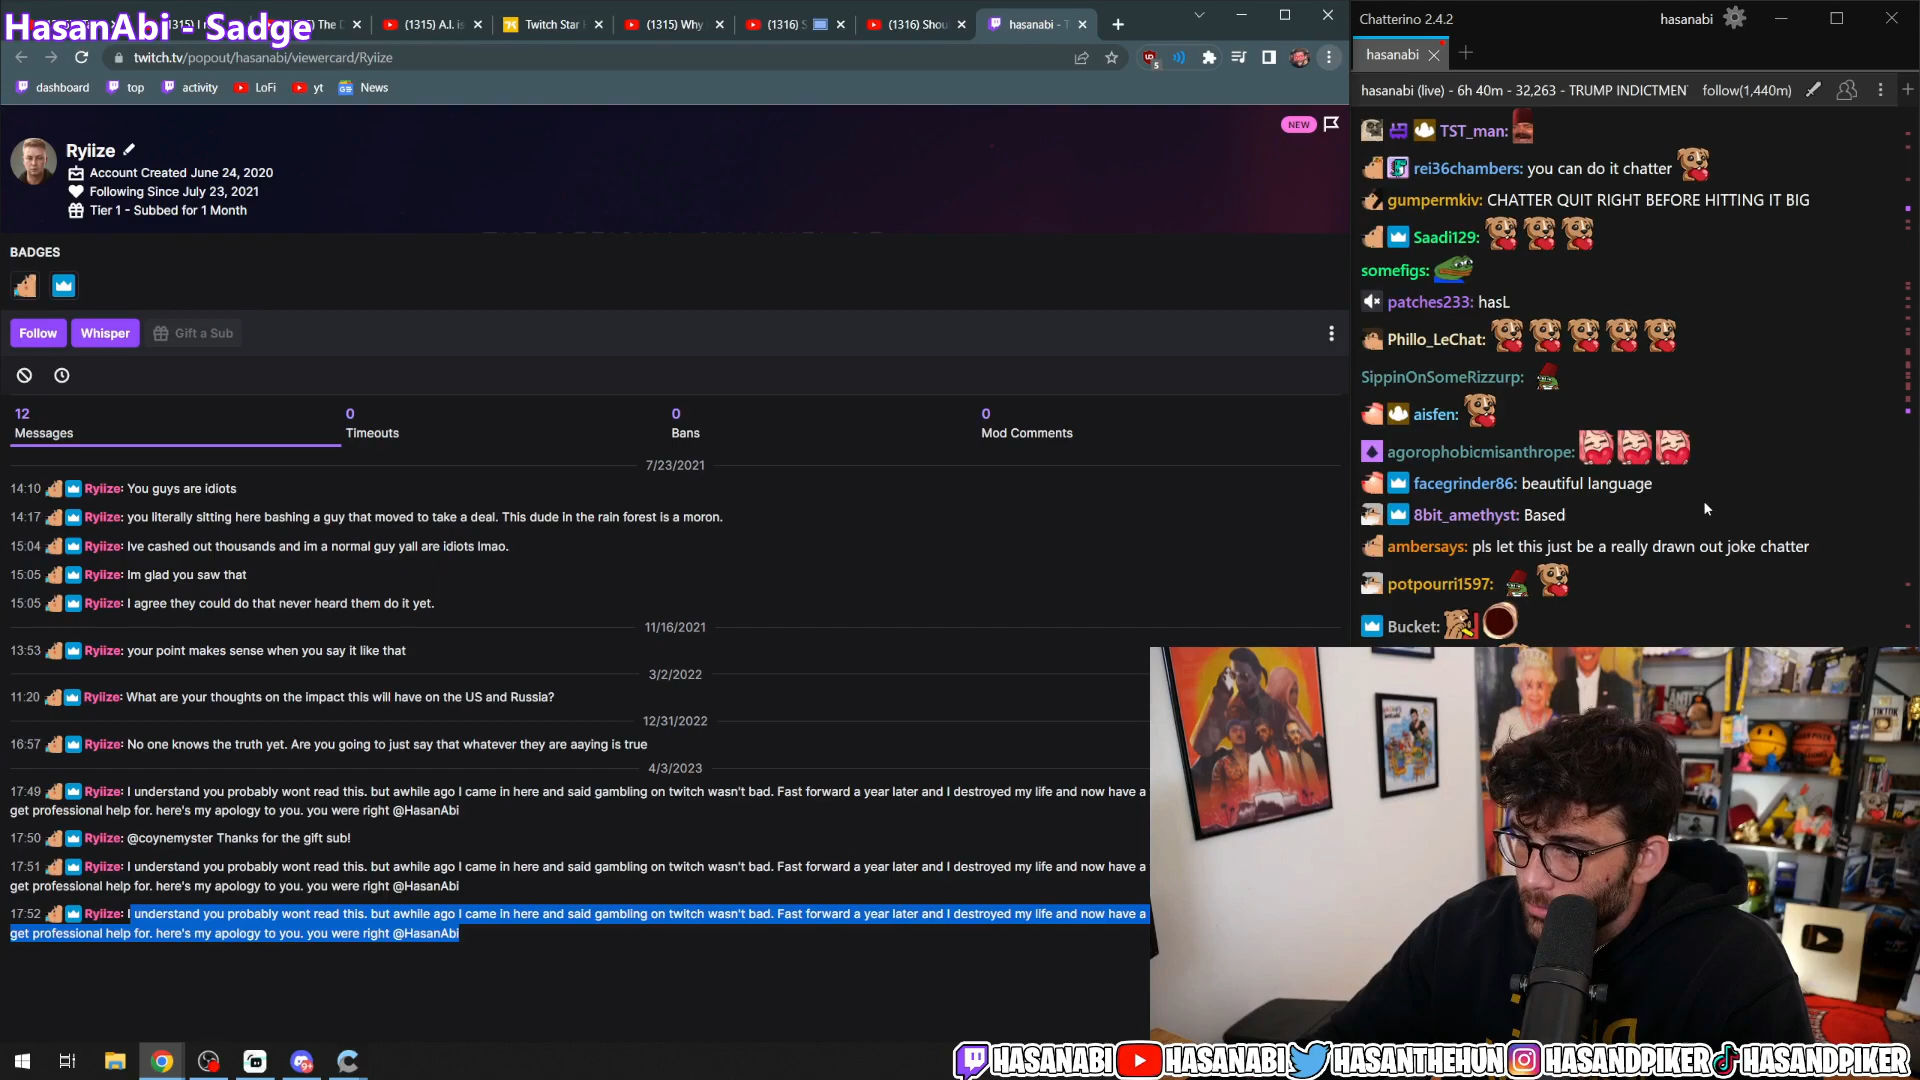 HasanAbi - Sadge
The D
(1315) A.I. is
Twitch Star
(1315) Why
(1316) S
(1316) Shou
hasanabi - T
twitch.tv/popout/hasanabi/viewercard/Ryiize
dashboard
top
activity
LoFi
yt
News
NEW
Ryiize
Account Created June 24, 2020
Following Since July 23, 2021
Tier 1 - Subbed for 1 Month
BADGES
Follow
Whisper
Gift a Sub
12
Messages
0
Timeouts
0
Bans
0
Mod Comments
7/23/2021
14:10 Ryiize: You guys are idiots
14:17 Ryiize: you literally sitting here bashing a guy that moved to take a deal. This dude in the rain forest is a moron.
15:04 Ryiize: Ive cashed out thousands and im a normal guy yall are idiots lmao.
15:05 Ryiize: Im glad you saw that
15:05 Ryiize: I agree they could do that never heard them do it yet.
11/16/2021
13:53 Ryiize: your point makes sense when you say it like that
3/2/2022
11:20 Ryiize: What are your thoughts on the impact this will have on the US and Russia?
12/31/2022
16:57 Ryiize: No one knows the truth yet. Are you going to just say that whatever they are aaying is true
4/3/2023
17:49 Ryiize: I understand you probably wont read this. but awhile ago I came in here and said gambling on twitch wasn't bad. Fast forward a year later and I destroyed my life and now have a
get professional help for. here's my apology to you. you were right @HasanAbi
17:50 Ryiize: @coynemyster Thanks for the gift sub!
17:51 Ryiize: I understand you probably wont read this. but awhile ago I came in here and said gambling on twitch wasn't bad. Fast forward a year later and I destroyed my life and now have a
get professional help for. here's my apology to you. you were right @HasanAbi
17:52 Ryiize: I understand you probably wont read this. but awhile ago I came in here and said gambling on twitch wasn't bad. Fast forward a year later and I destroyed my life and now have a
get professional help for. here's my apology to you. you were right @HasanAbi
Chatterino 2.4.2
hasanabi
hasanabi
hasanabi (live) - 6h 40m - 32,263 - TRUMP INDICTMEN
follow(1,440m)
TST_man:
rei36chambers: you can do it chatter
gumpermkiv: CHATTER QUIT RIGHT BEFORE HITTING IT BIG
Saadi129:
somefigs:
patches233: hasL
Phillo_LeChat:
SippinOnSomeRizzurp:
aisfen:
agorophobicmisanthrope:
facegrinder86: beautiful language
8bit_amethyst: Based
ambersays: pls let this just be a really drawn out joke chatter
potpourri1597:
Bucket:
HASANABI
HASANABI
HASANTHEHUN
HASANDPIKER
HASANDPIKER